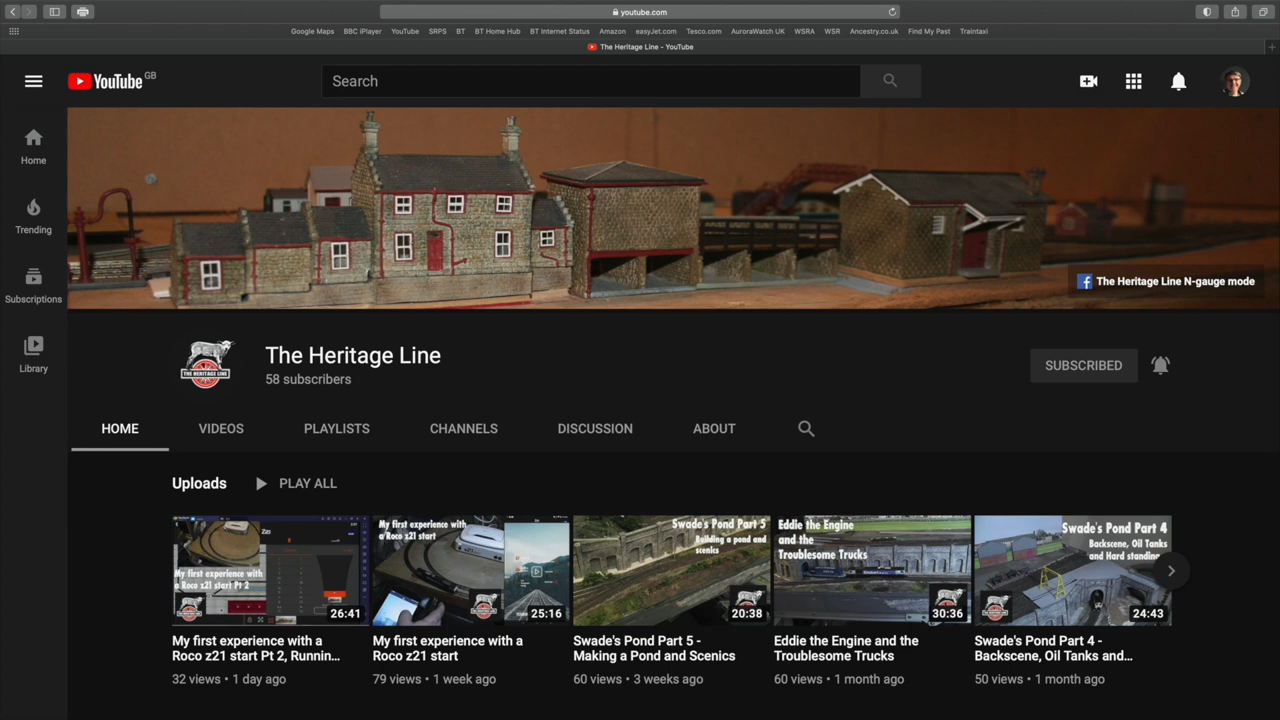 youtube.com
Google Maps BBC iPlayer YouTube SRPS BT BT Home Hub BT Internet Status Amazon easyJet.com Tesco.com AuroraWatch UK WSRA WSR Ancestry.co.uk Find My Past Traintaxi
The Heritage Line - YouTube
YouTube GB
Search
Home
Trending
Subscriptions
Library
The Heritage Line N-gauge mode
THE HERITAGE LINE
The Heritage Line
58 subscribers
SUBSCRIBED
HOME VIDEOS PLAYLISTS CHANNELS DISCUSSION ABOUT
Uploads PLAY ALL
My first experience with
a Roco z21 start Pt 2
26:41
My first experience with a
Roco z21 start Pt 2, Runnin...
32 views • 1 day ago
My first experience with
a Roco z21 start
25:16
My first experience with a
Roco z21 start
79 views • 1 week ago
Swade's Pond Part 5
Building a pond and
scenics
20:38
Swade's Pond Part 5 -
Making a Pond and Scenics
60 views • 3 weeks ago
Eddie the Engine
and the
Troublesome Trucks
30:36
Eddie the Engine and the
Troublesome Trucks
60 views • 1 month ago
Swade's Pond Part 4
Backscene, Oil Tanks
and Hard standing
24:43
Swade's Pond Part 4 -
Backscene, Oil Tanks and...
50 views • 1 month ago